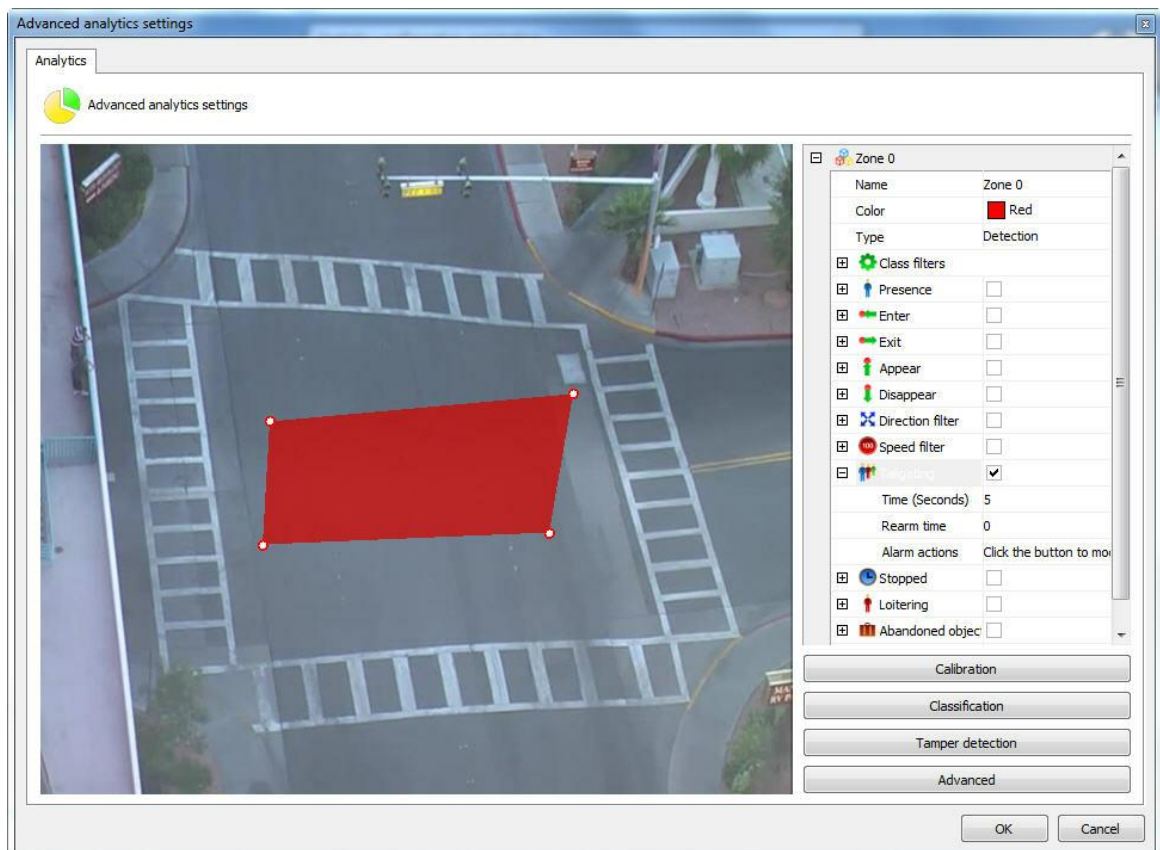 Advanced analytics settings
Analytics
Advanced analytics settings
Zone 0
Name Zone 0
Color Red
Type Detection
Class filters
Presence
Enter
Exit
Appear
Disappear
Direction filter
100 Speed filter
Tailgating
Time (Seconds) 5
Rearm time 0
Alarm actions Click the button to mo
Stopped
Loitering
Abandoned objec
Calibration
Classification
Tamper detection
Advanced
OK Cancel